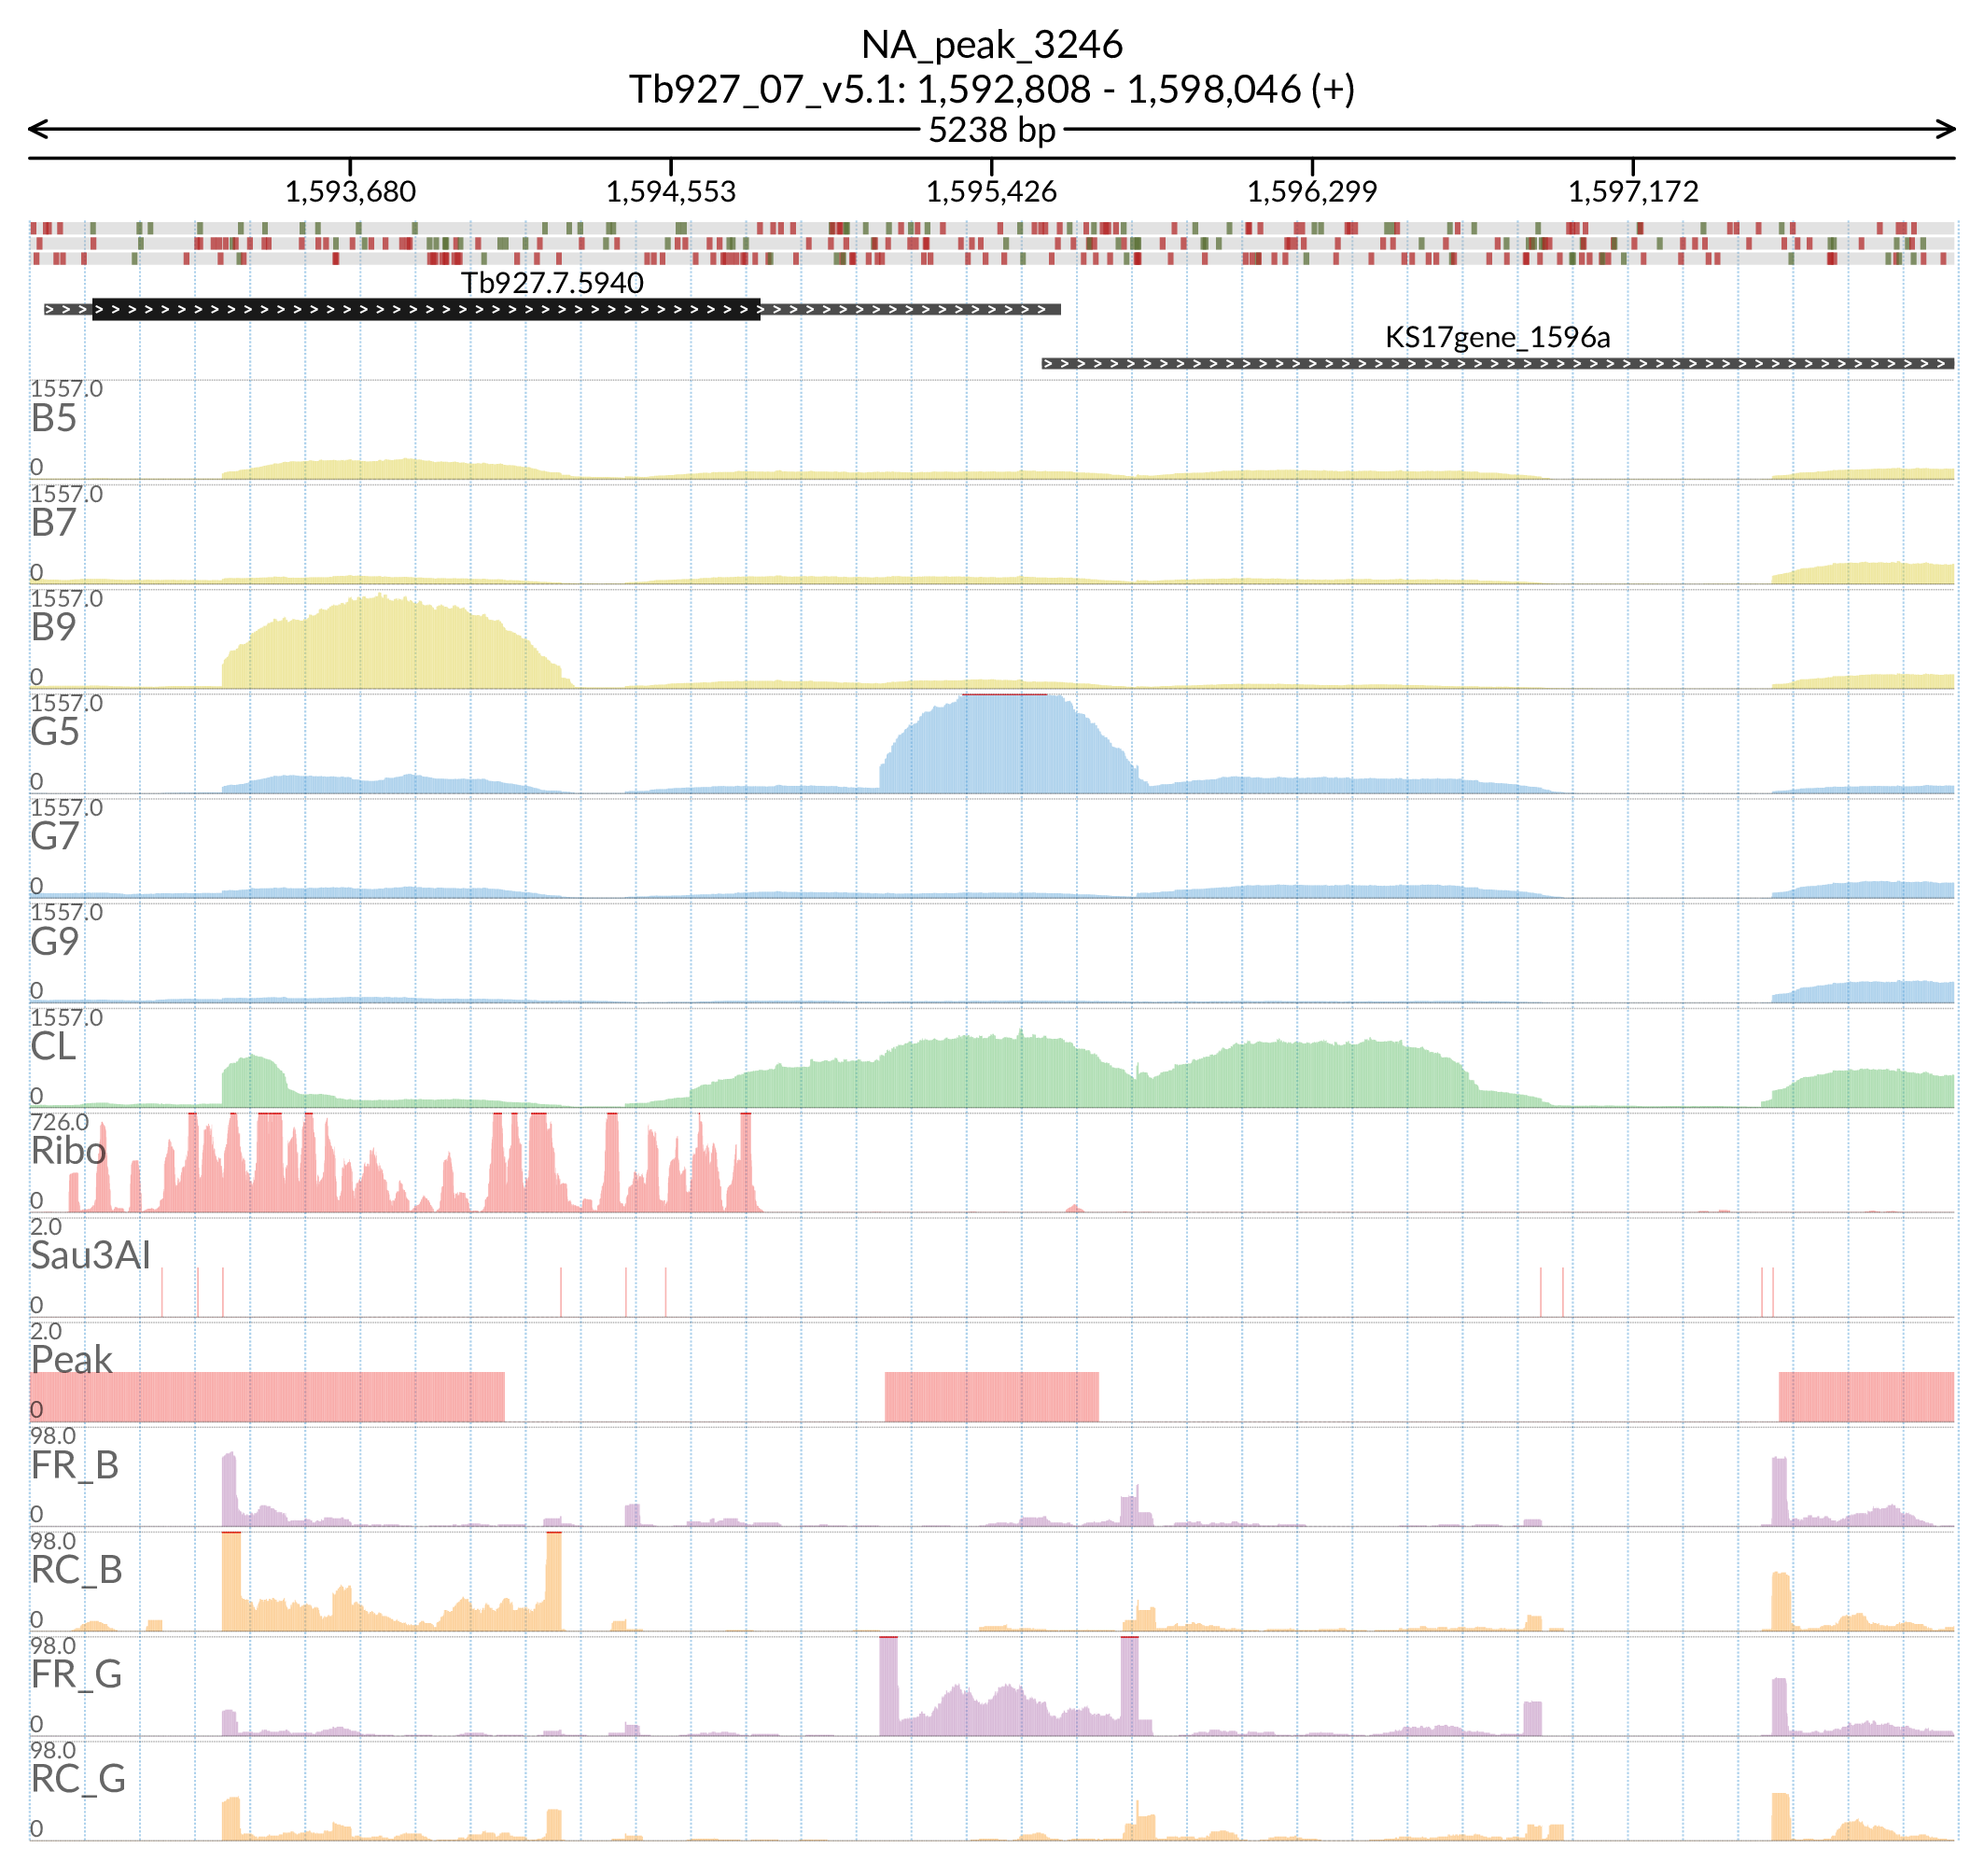 NA_peak_3246
Tb927_07_v5.1: 1,592,808 - 1,598,046 (+)
5238 bp
1,593,680 1,594,553 1,595,426 1,596,299 1,597,172
Tb927.7.5940
KS17gene_1596a
1557.0
B5
0
1557.0
B7
0
1557.0
B9
0
1557.0
G5
0
1557.0
G7
0
1557.0
G9
0
1557.0
CL
0
726.0
Ribo
0
2.0
Sau3AI
0
2.0
Peak
0
98.0
FR_B
0
98.0
RC_B
0
98.0
FR_G
0
98.0
RC_G
0